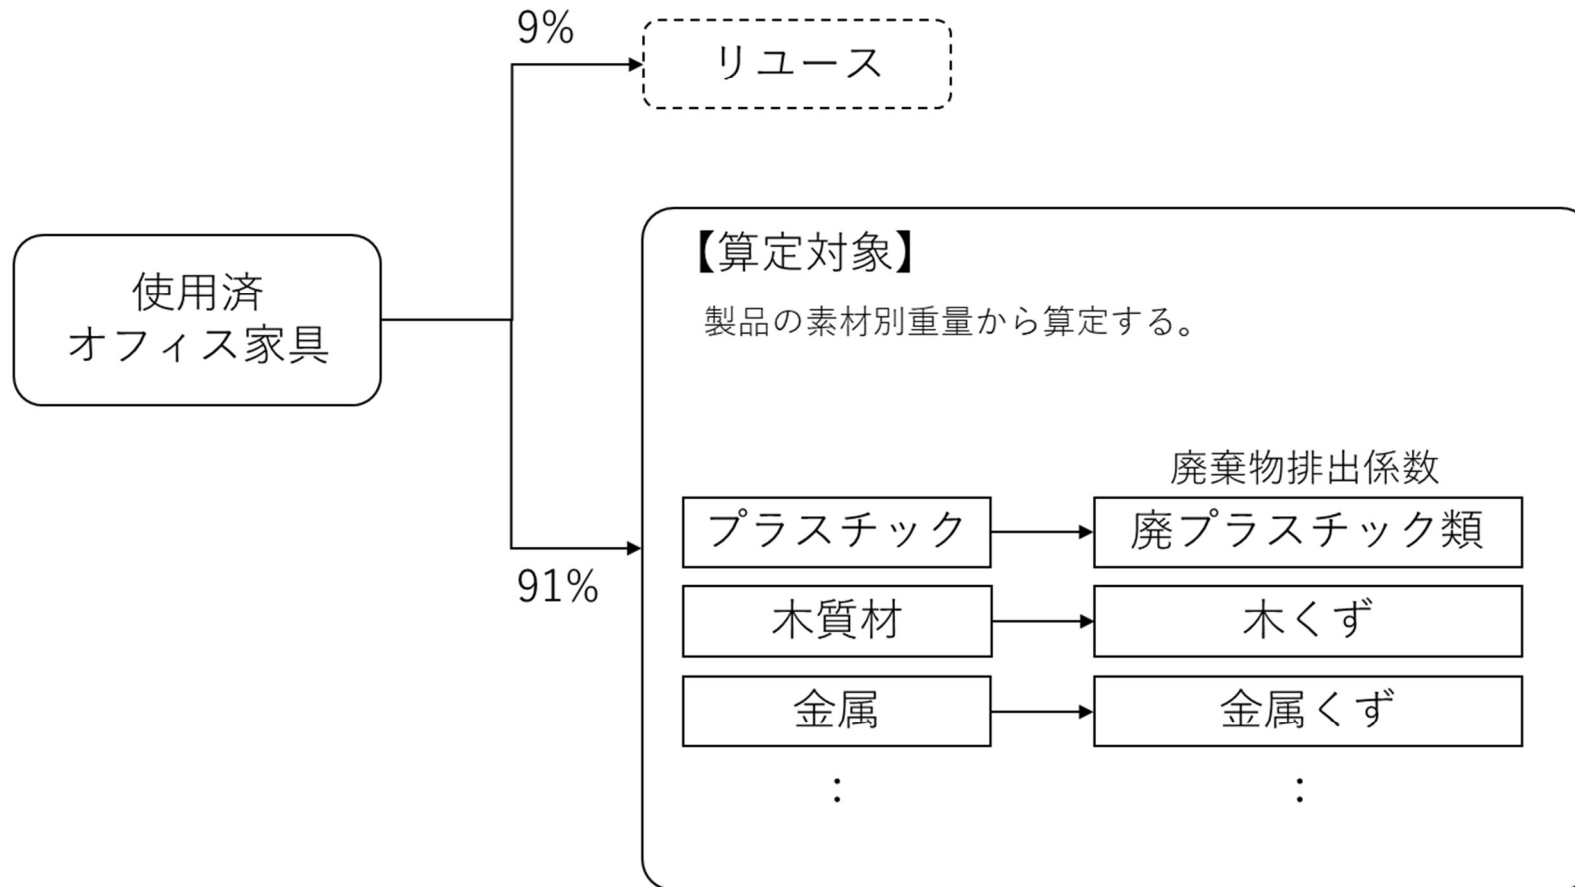 9%
リユース
使用済
オフィス家具
91%
【算定対象】
製品の素材別重量から算定する。
廃棄物排出係数
プラスチック
廃プラスチック類
木質材
木くず
金属
金属くず
：
：